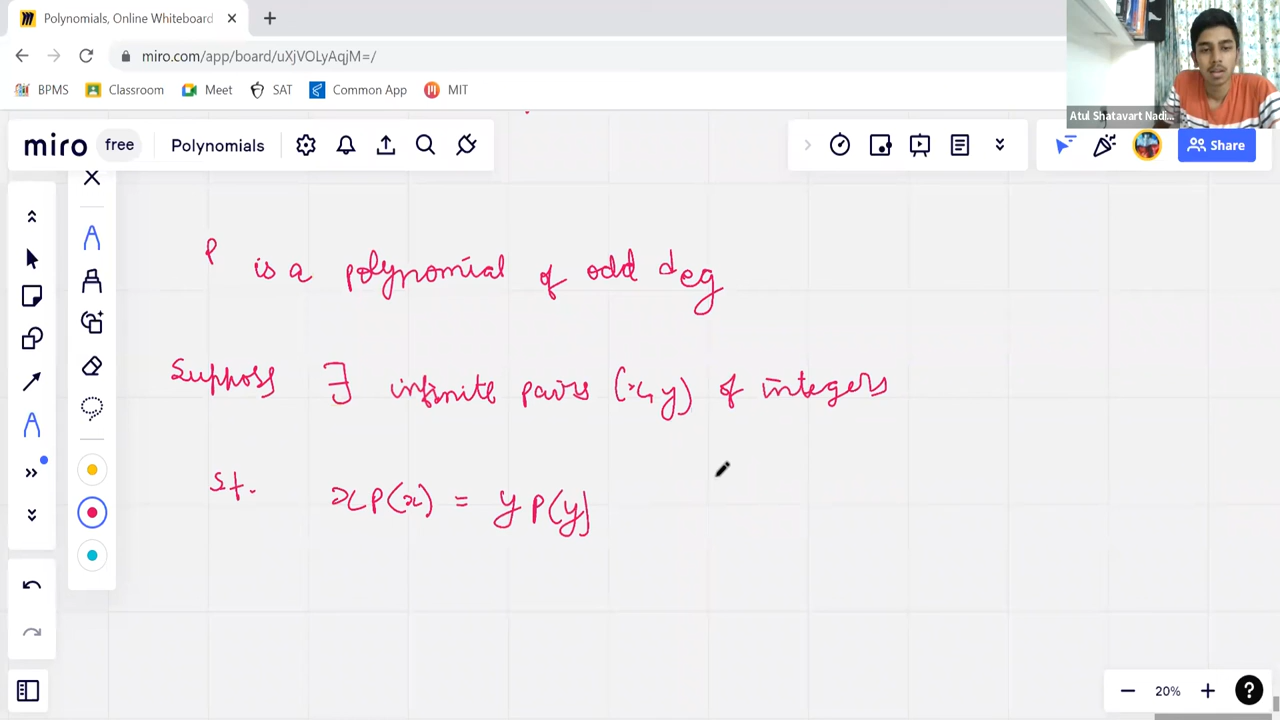 Polynomials, Online Whiteboard
miro.com/app/board/uXjVOLyAqjM=/
BPMS Classroom Meet SAT Common App MIT
Atul Shatavart Nadi...
miro free Polynomials Share
P is a polynomial of odd deg
Suppose ∃ infinite pairs (x, y) of integers
st. xP(x) = yP(y)
20%